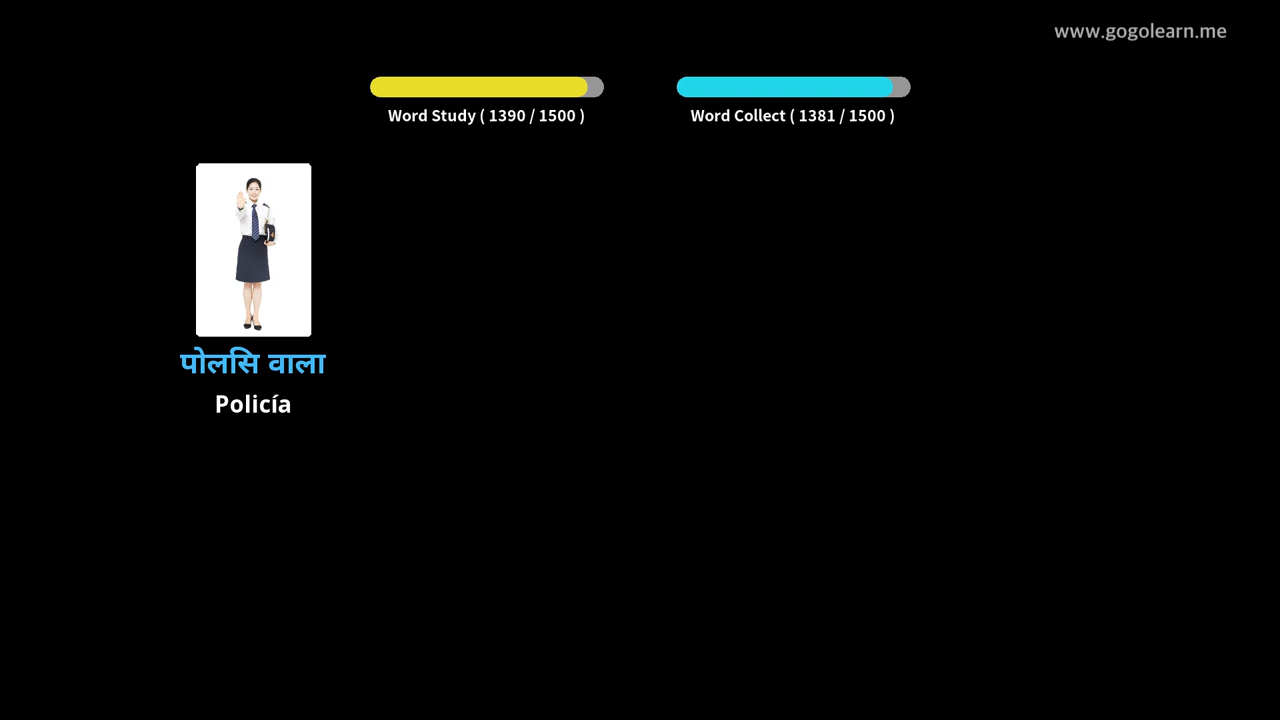 www.gogolearn.me
Word Study ( 1390 / 1500 )
Word Collect ( 1381 / 1500 )
पोलसि वाला
Policía